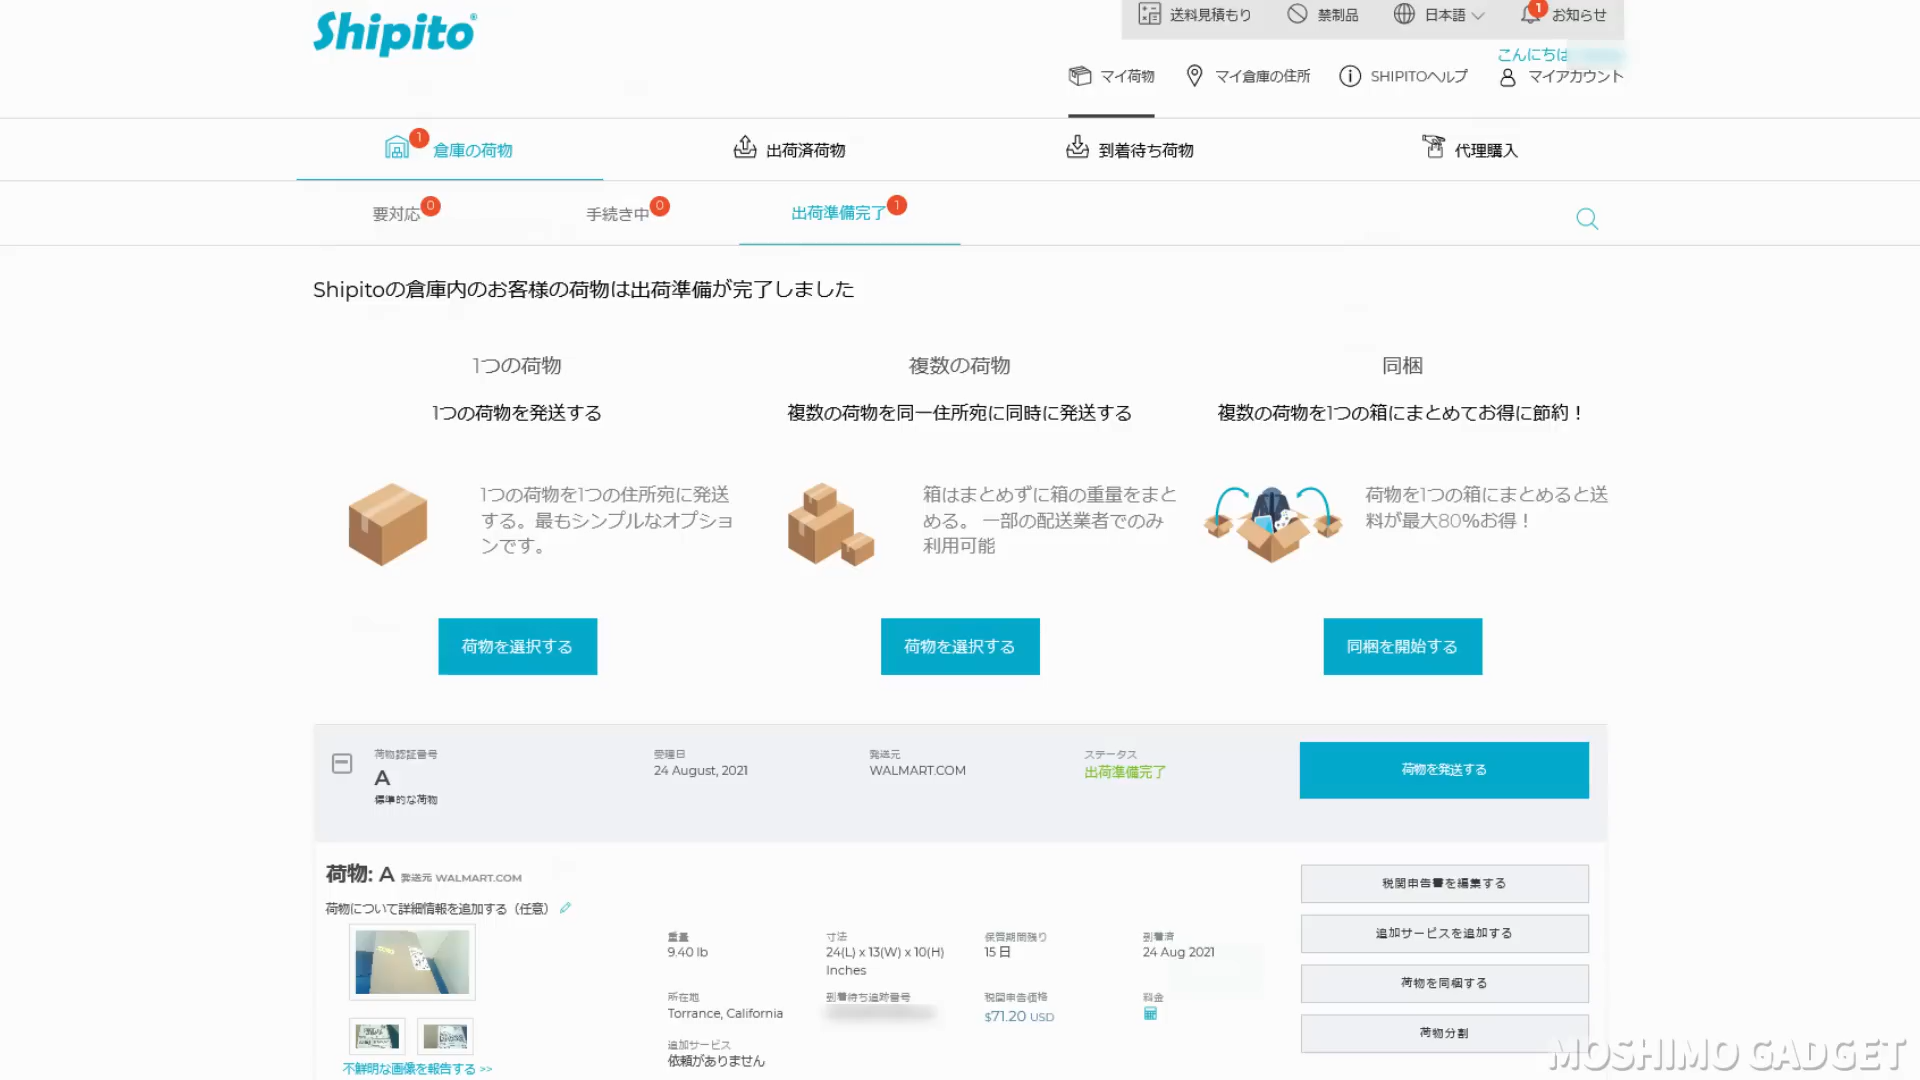 Shipito®
送料見積もり 禁制品 日本語 1 お知らせ
こんにちは
マイ荷物 マイ倉庫の住所 SHIPITOヘルプ マイアカウント
1 倉庫の荷物 出荷済荷物 到着待ち荷物 代理購入
要対応 0 手続き中 0 出荷準備完了 1
Shipitoの倉庫内のお客様の荷物は出荷準備が完了しました
1つの荷物
1つの荷物を発送する
1つの荷物を1つの住所宛に発送
する。最もシンプルなオプショ
ンです。
荷物を選択する
複数の荷物
複数の荷物を同一住所宛に同時に発送する
箱はまとめずに箱の重量をまと
める。 一部の配送業者でのみ
利用可能
荷物を選択する
同梱
複数の荷物を1つの箱にまとめてお得に節約！
荷物を1つの箱にまとめると送
料が最大80%お得！
同梱を開始する
荷物認証番号
A
標準的な荷物
受理日
24 August, 2021
発送元
WALMART.COM
ステータス
出荷準備完了
荷物を発送する
荷物: A 発送元 WALMART.COM
荷物について詳細情報を追加する（任意）
不鮮明な画像を報告する >>
重量
9.40 lb
寸法
24(L) x 13(W) x 10(H)
Inches
保管期間残り
15 日
到着済
24 Aug 2021
所在地
Torrance, California
到着待ち追跡番号
税関申告価格
$71.20 USD
料金
追加サービス
依頼がありません
税関申告書を編集する
追加サービスを追加する
荷物を同梱する
荷物分割
MOSHIMO GADGET